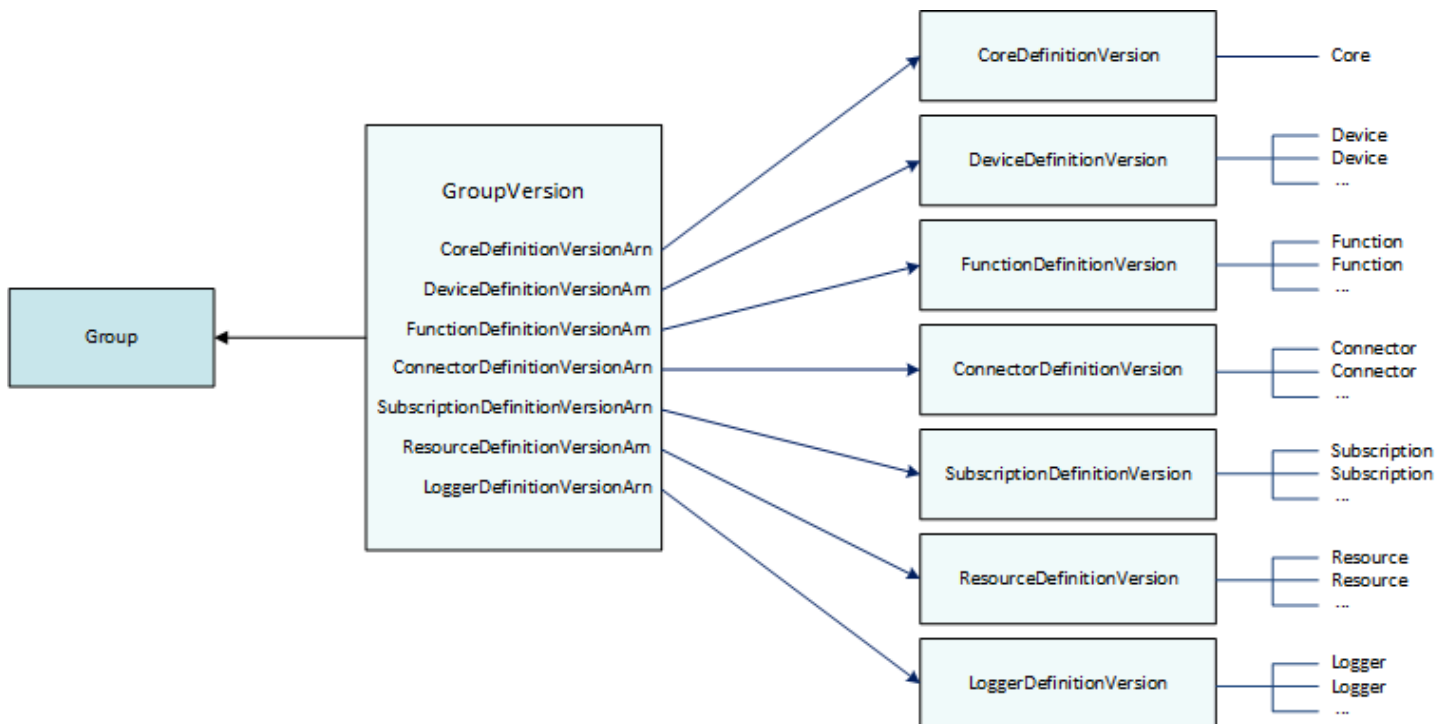 Group
GroupVersion
CoreDefinitionVersionArn
DeviceDefinitionVersionArn
FunctionDefinitionVersionArn
ConnectorDefinitionVersionArn
SubscriptionDefinitionVersionArn
ResourceDefinitionVersionArn
LoggerDefinitionVersionArn
CoreDefinitionVersion
Core
DeviceDefinitionVersion
Device
Device
...
FunctionDefinitionVersion
Function
Function
...
ConnectorDefinitionVersion
Connector
Connector
...
SubscriptionDefinitionVersion
Subscription
Subscription
...
ResourceDefinitionVersion
Resource
Resource
...
LoggerDefinitionVersion
Logger
Logger
...